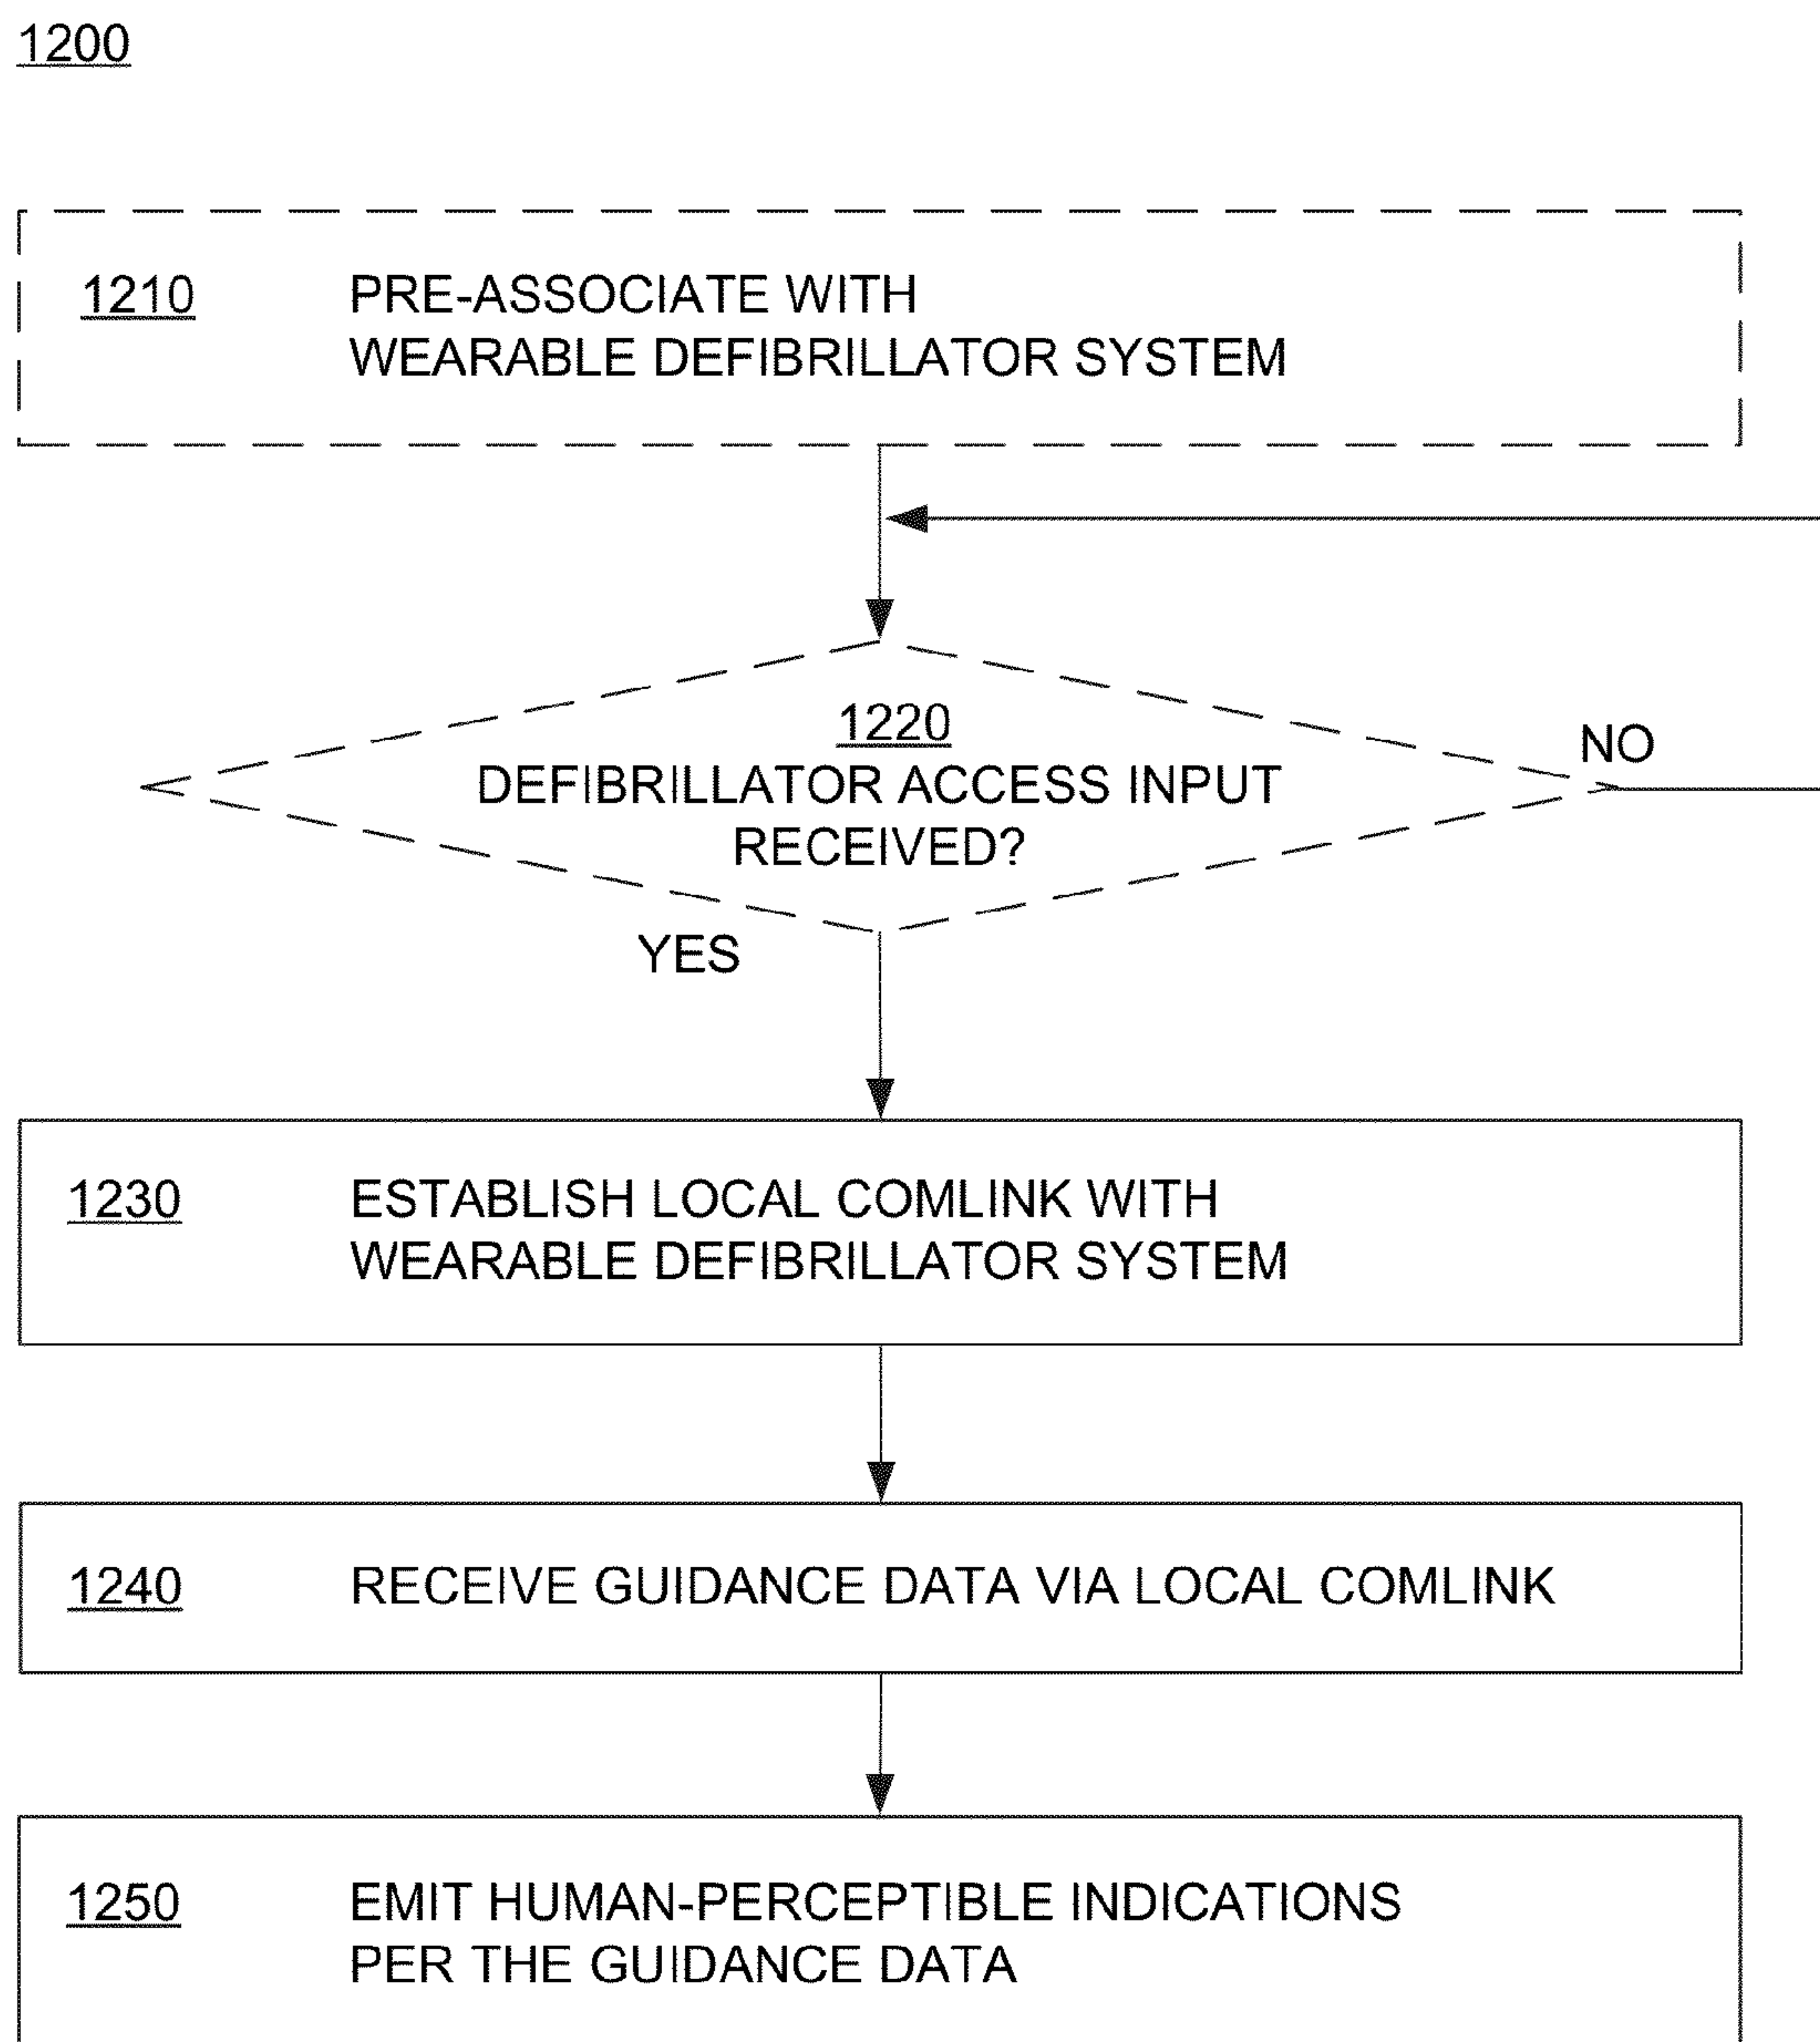 1200
1210 PRE-ASSOCIATE WITH
WEARABLE DEFIBRILLATOR SYSTEM
1220
DEFIBRILLATOR ACCESS INPUT
RECEIVED?
NO
YES
1230 ESTABLISH LOCAL COMLINK WITH
WEARABLE DEFIBRILLATOR SYSTEM
1240 RECEIVE GUIDANCE DATA VIA LOCAL COMLINK
1250 EMIT HUMAN-PERCEPTIBLE INDICATIONS
PER THE GUIDANCE DATA